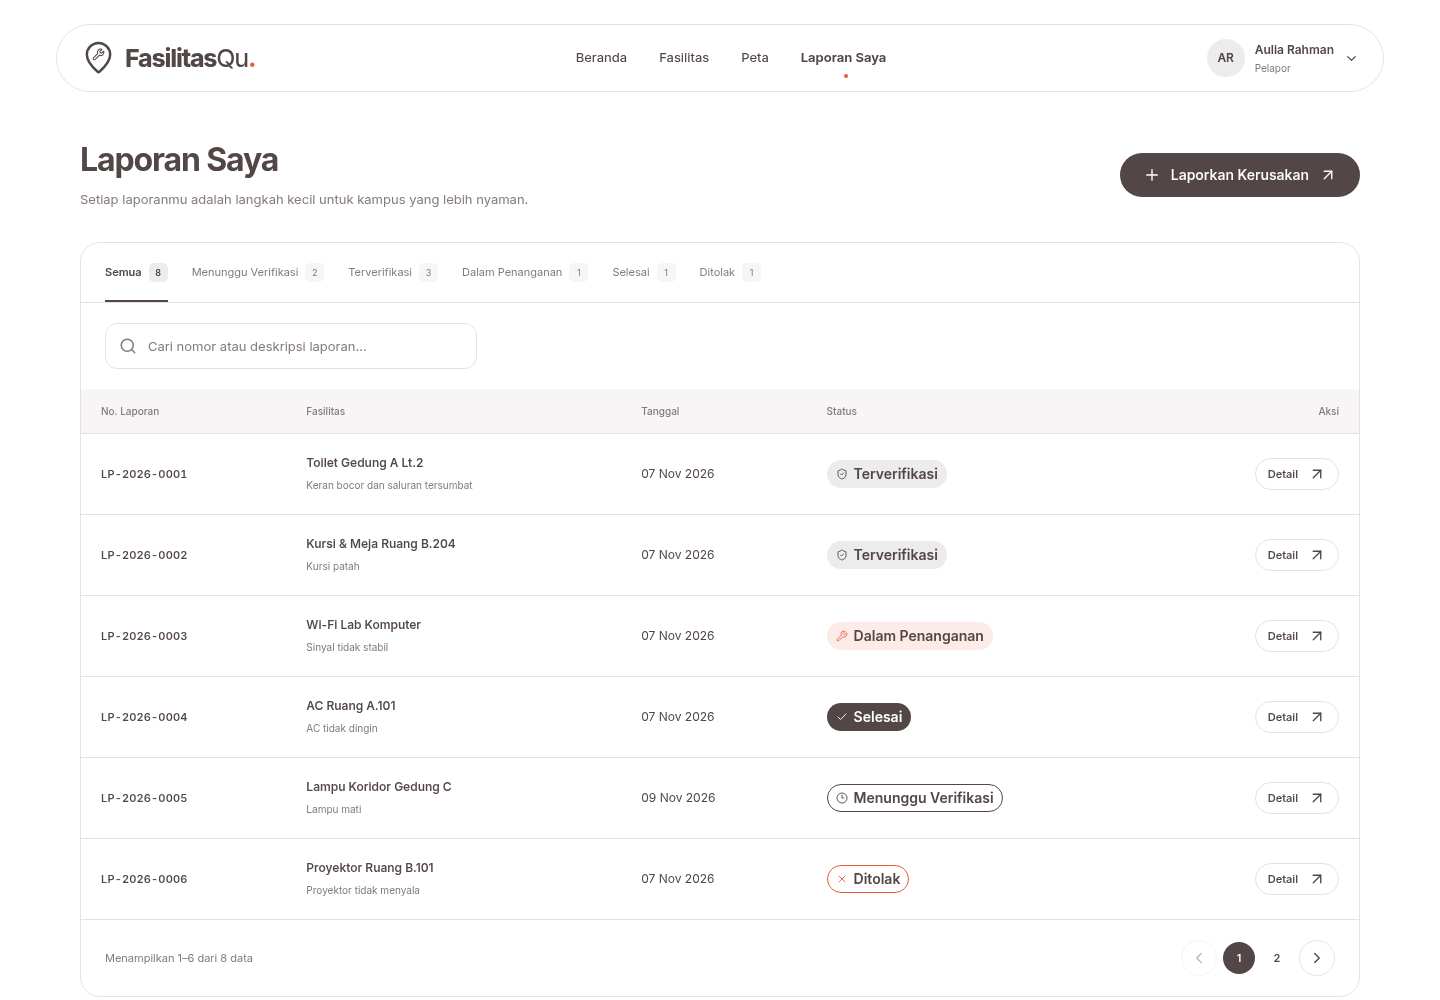 FasilitasQu.
Beranda Fasilitas Peta Laporan Saya
AR
Aulia Rahman
Pelapor
Laporan Saya
Setiap laporanmu adalah langkah kecil untuk kampus yang lebih nyaman.
Laporkan Kerusakan
Semua 8 Menunggu Verifikasi 2 Terverifikasi 3 Dalam Penanganan 1 Selesai 1 Ditolak 1
Cari nomor atau deskripsi laporan...
No. Laporan Fasilitas Tanggal Status Aksi
LP-2026-0001 Toilet Gedung A Lt.2 07 Nov 2026 Terverifikasi Detail
Keran bocor dan saluran tersumbat
LP-2026-0002 Kursi & Meja Ruang B.204 07 Nov 2026 Terverifikasi Detail
Kursi patah
LP-2026-0003 Wi-Fi Lab Komputer 07 Nov 2026 Dalam Penanganan Detail
Sinyal tidak stabil
LP-2026-0004 AC Ruang A.101 07 Nov 2026 Selesai Detail
AC tidak dingin
LP-2026-0005 Lampu Koridor Gedung C 09 Nov 2026 Menunggu Verifikasi Detail
Lampu mati
LP-2026-0006 Proyektor Ruang B.101 07 Nov 2026 Ditolak Detail
Proyektor tidak menyala
Menampilkan 1–6 dari 8 data 1 2